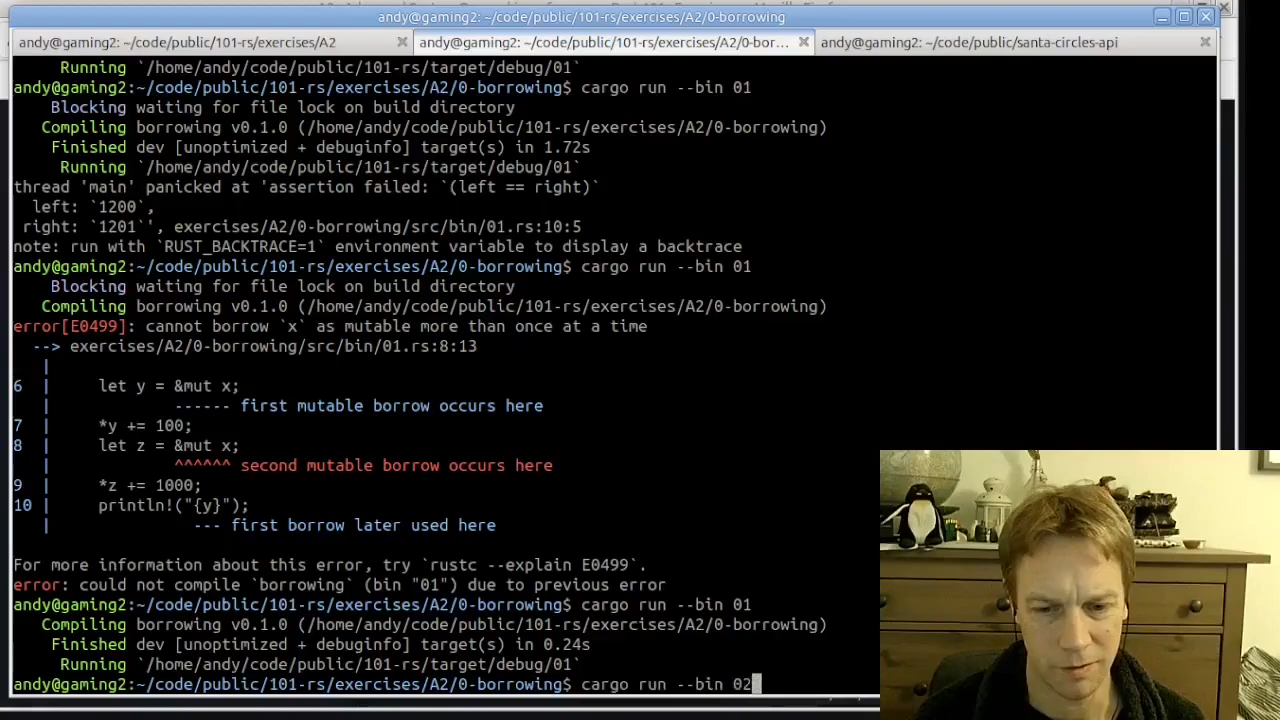 andy@gaming2: ~/code/public/101-rs/exercises/A2/0-borrowing
andy@gaming2: ~/code/public/101-rs/exercises/A2
andy@gaming2: ~/code/public/101-rs/exercises/A2/0-bor...
andy@gaming2: ~/code/public/santa-circles-api
Running `/home/andy/code/public/101-rs/target/debug/01`
andy@gaming2:~/code/public/101-rs/exercises/A2/0-borrowing$ cargo run --bin 01
Blocking waiting for file lock on build directory
Compiling borrowing v0.1.0 (/home/andy/code/public/101-rs/exercises/A2/0-borrowing)
Finished dev [unoptimized + debuginfo] target(s) in 1.72s
Running `/home/andy/code/public/101-rs/target/debug/01`
thread 'main' panicked at 'assertion failed: `(left == right)`
left: `1200`,
right: `1201`', exercises/A2/0-borrowing/src/bin/01.rs:10:5
note: run with `RUST_BACKTRACE=1` environment variable to display a backtrace
andy@gaming2:~/code/public/101-rs/exercises/A2/0-borrowing$ cargo run --bin 01
Blocking waiting for file lock on build directory
Compiling borrowing v0.1.0 (/home/andy/code/public/101-rs/exercises/A2/0-borrowing)
error[E0499]: cannot borrow `x` as mutable more than once at a time
--> exercises/A2/0-borrowing/src/bin/01.rs:8:13
|
6 | let y = &mut x;
| ------ first mutable borrow occurs here
7 | *y += 100;
8 | let z = &mut x;
| ^^^^^^ second mutable borrow occurs here
9 | *z += 1000;
10 | println!("{y}");
| --- first borrow later used here
For more information about this error, try `rustc --explain E0499`.
error: could not compile `borrowing` (bin "01") due to previous error
andy@gaming2:~/code/public/101-rs/exercises/A2/0-borrowing$ cargo run --bin 01
Compiling borrowing v0.1.0 (/home/andy/code/public/101-rs/exercises/A2/0-borrowing)
Finished dev [unoptimized + debuginfo] target(s) in 0.24s
Running `/home/andy/code/public/101-rs/target/debug/01`
andy@gaming2:~/code/public/101-rs/exercises/A2/0-borrowing$ cargo run --bin 02